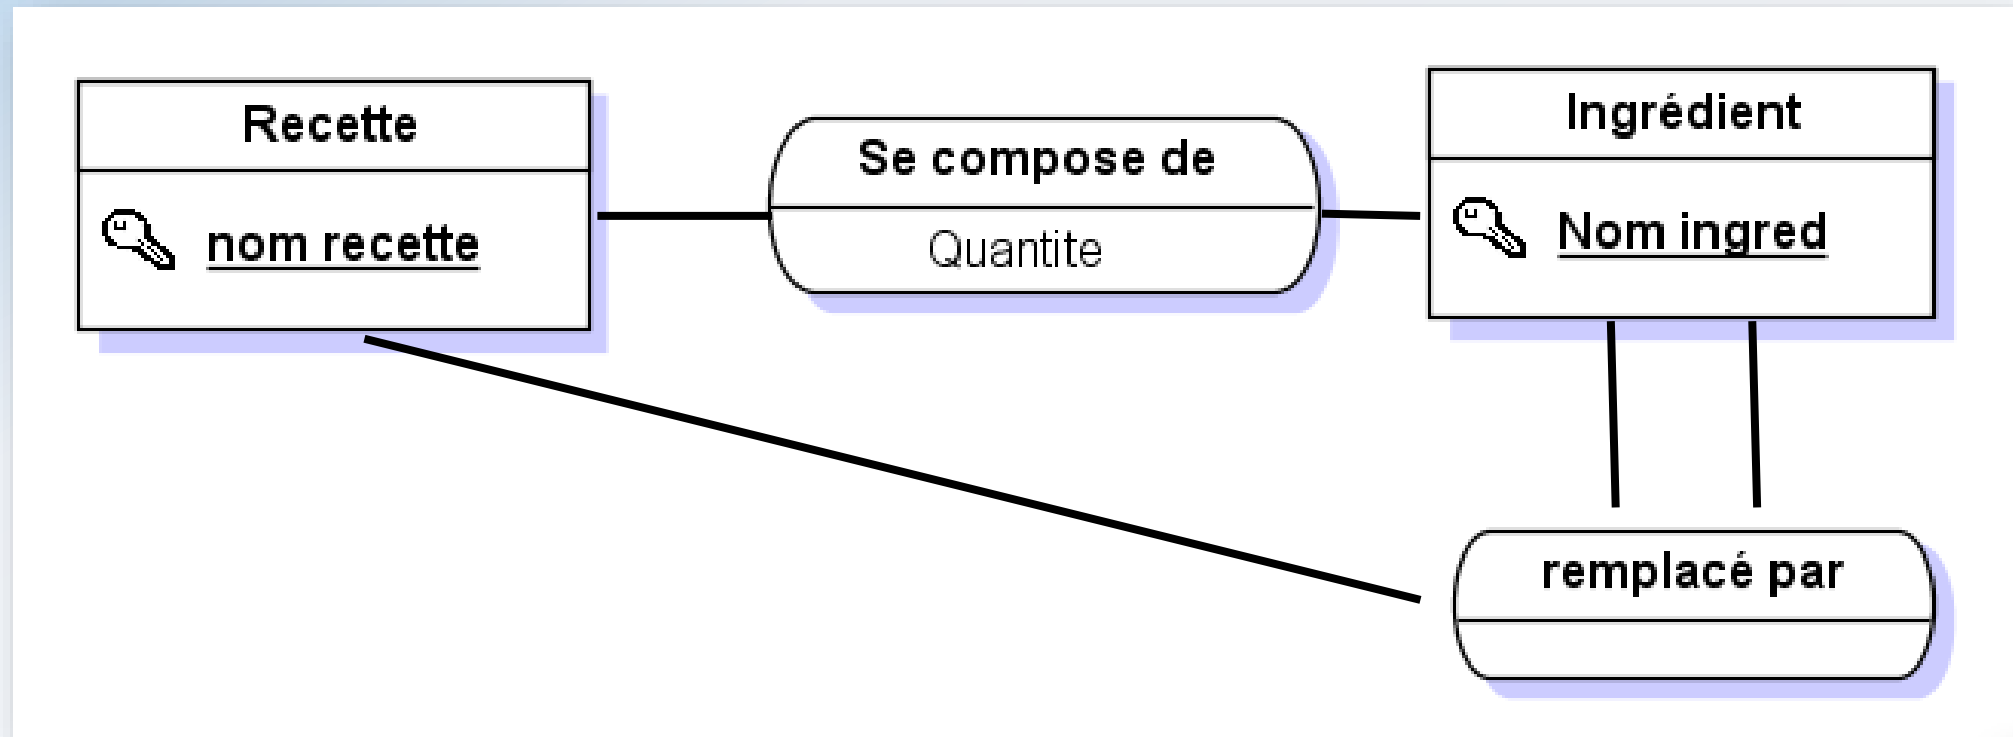 Recette
nom recette
Se compose de
Quantite
Ingrédient
Nom ingred
remplacé par